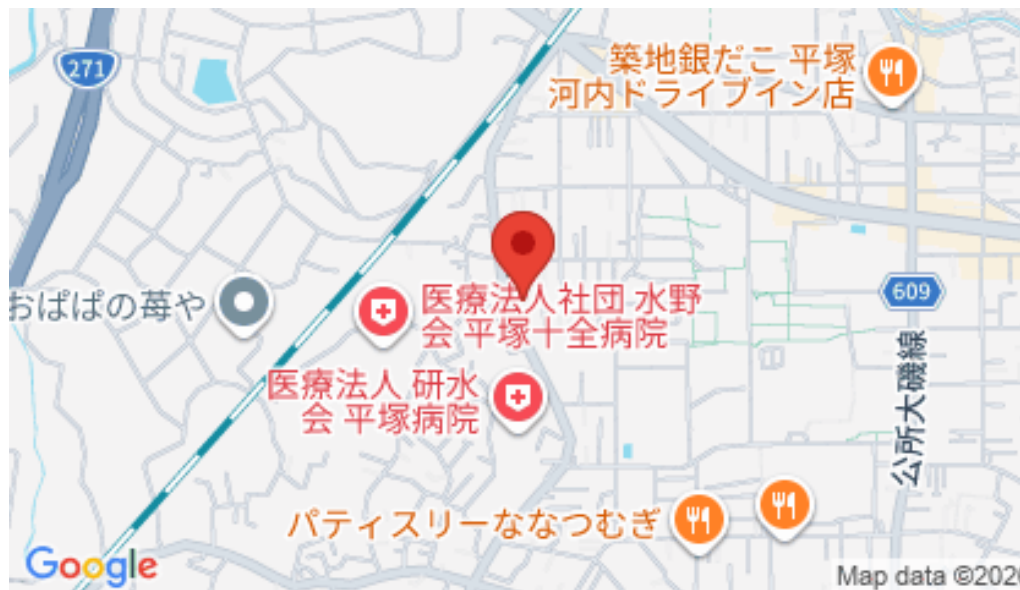 271
築地銀だこ 平塚
河内ドライブイン店
おぱぱの苺や
医療法人社団 水野
会 平塚十全病院
609
医療法人 研水
会 平塚病院
公所大磯線
パティスリーななつむぎ
Google
Map data ©202